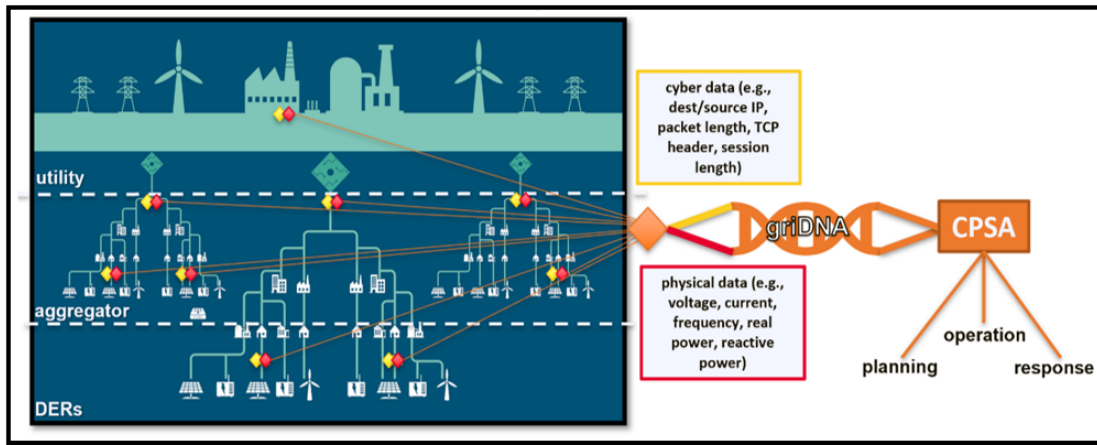 utility
aggregator
DERs
cyber data (e.g.,
dest/source IP,
packet length, TCP
header, session
length)
griDNA
CPSA
physical data (e.g.,
voltage, current,
frequency, real
power, reactive
power)
operation
planning
response